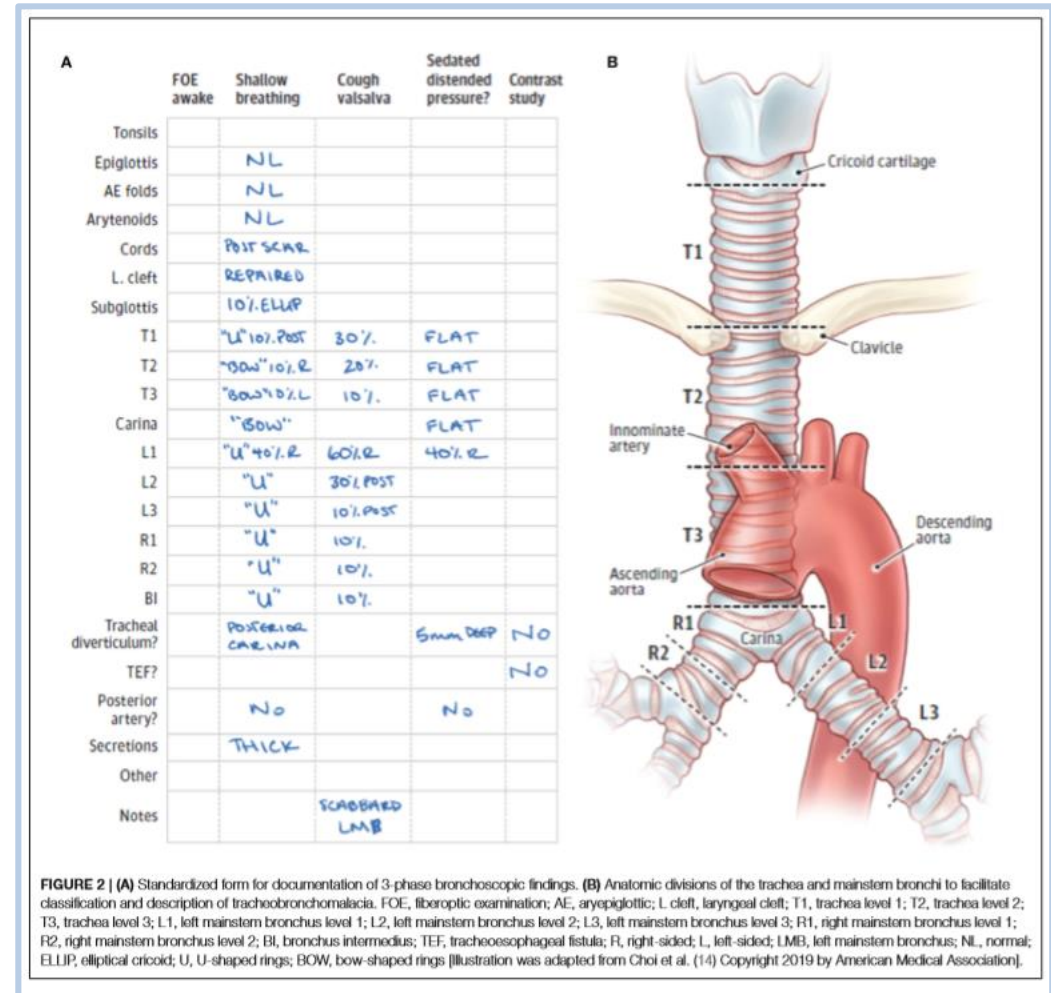 A
FOE awake Shallow breathing Cough valsalva Sedated distended pressure? Contrast study
Tonsils
Epiglottis NL
AE folds NL
Arytenoids NL
Cords POST SCAR
L. cleft REPAIRED
Subglottis 10% ELLIP
T1 "U" 10% POST 30% FLAT
T2 "BOW" 10% R 20% FLAT
T3 "BOW" 10% L 10% FLAT
Carina "BOW" FLAT
L1 "U" 40% R 60% R 40% R
L2 "U" 30% POST
L3 "U" 10% POST
R1 "U" 10%
R2 "U" 10%
BI "U" 10%
Tracheal diverticulum? POSTERIOR CARINA 5mm DEEP NO
TEF? NO
Posterior artery? NO NO
Secretions THICK
Other
Notes SCABBARD LMB
B
Cricoid cartilage
T1
Clavicle
T2
Innominate
artery
Descending
aorta
T3
Ascending
aorta
R1
L1
Carina
R2
L2
L3
FIGURE 2 | (A) Standardized form for documentation of 3-phase bronchoscopic findings. (B) Anatomic divisions of the trachea and mainstem bronchi to facilitate
classification and description of tracheobronchomalacia. FOE, fiberoptic examination; AE, aryepiglottic; L cleft, laryngeal cleft; T1, trachea level 1; T2, trachea level 2;
T3, trachea level 3; L1, left mainstem bronchus level 1; L2, left mainstem bronchus level 2; L3, left mainstem bronchus level 3; R1, right mainstem bronchus level 1;
R2, right mainstem bronchus level 2; BI, bronchus intermedius; TEF, tracheoesophageal fistula; R, right-sided; L, left-sided; LMB, left mainstem bronchus; NL, normal;
ELLIP, elliptical cricoid; U, U-shaped rings; BOW, bow-shaped rings [Illustration was adapted from Choi et al. (14) Copyright 2019 by American Medical Association].